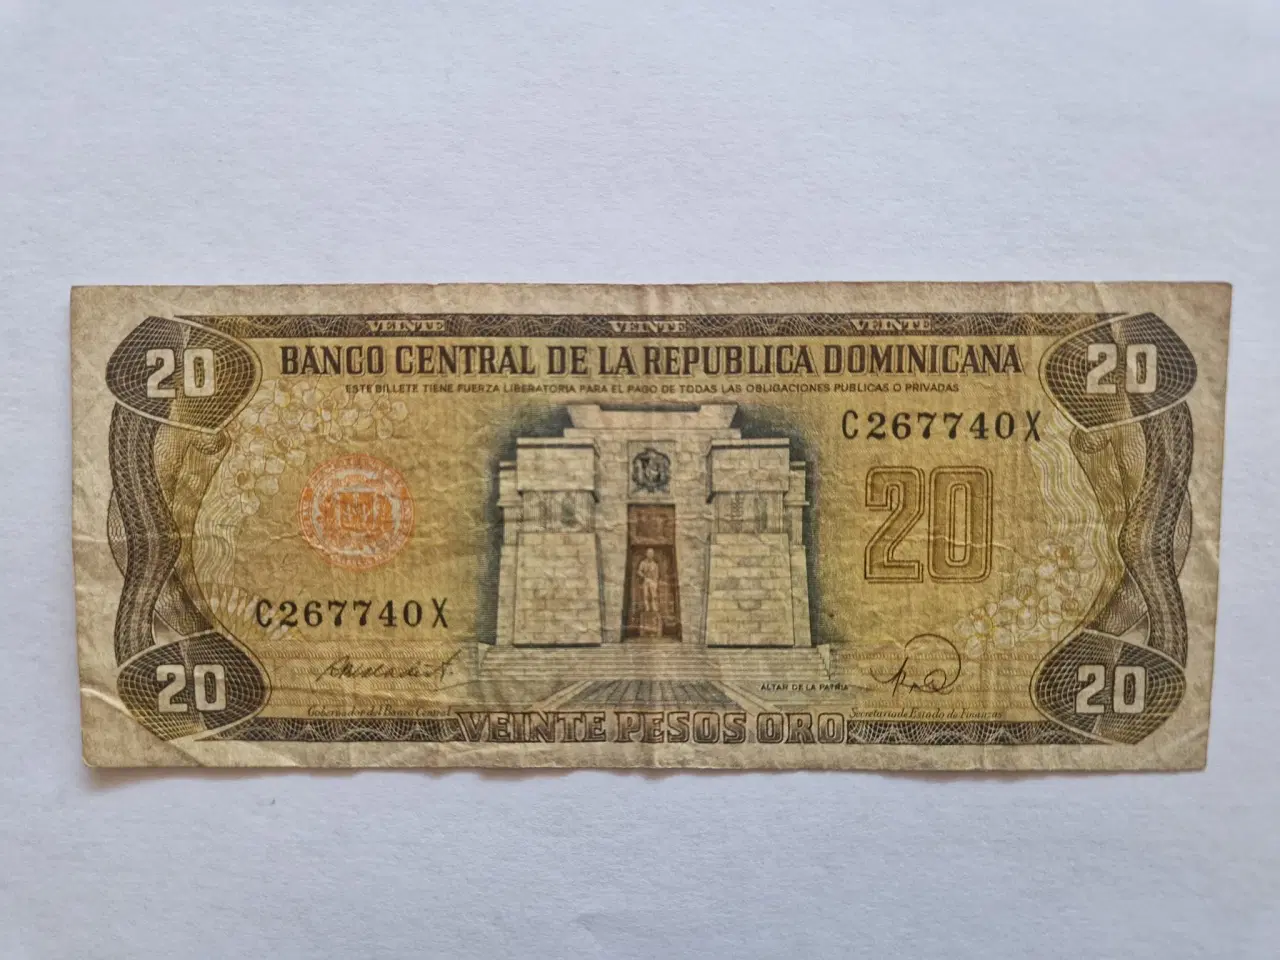 VEINTE VEINTE VEINTE
20 20
BANCO CENTRAL DE LA REPUBLICA DOMINICANA
ESTE BILLETE TIENE FUERZA LIBERATORIA PARA EL PAGO DE TODAS LAS OBLIGACIONES PUBLICAS O PRIVADAS
C267740X
20
C267740X
ALTAR DE LA PATRIA
20 20
Gobernador del Banco Central
Secretario de Estado de Finanzas
VEINTE PESOS ORO